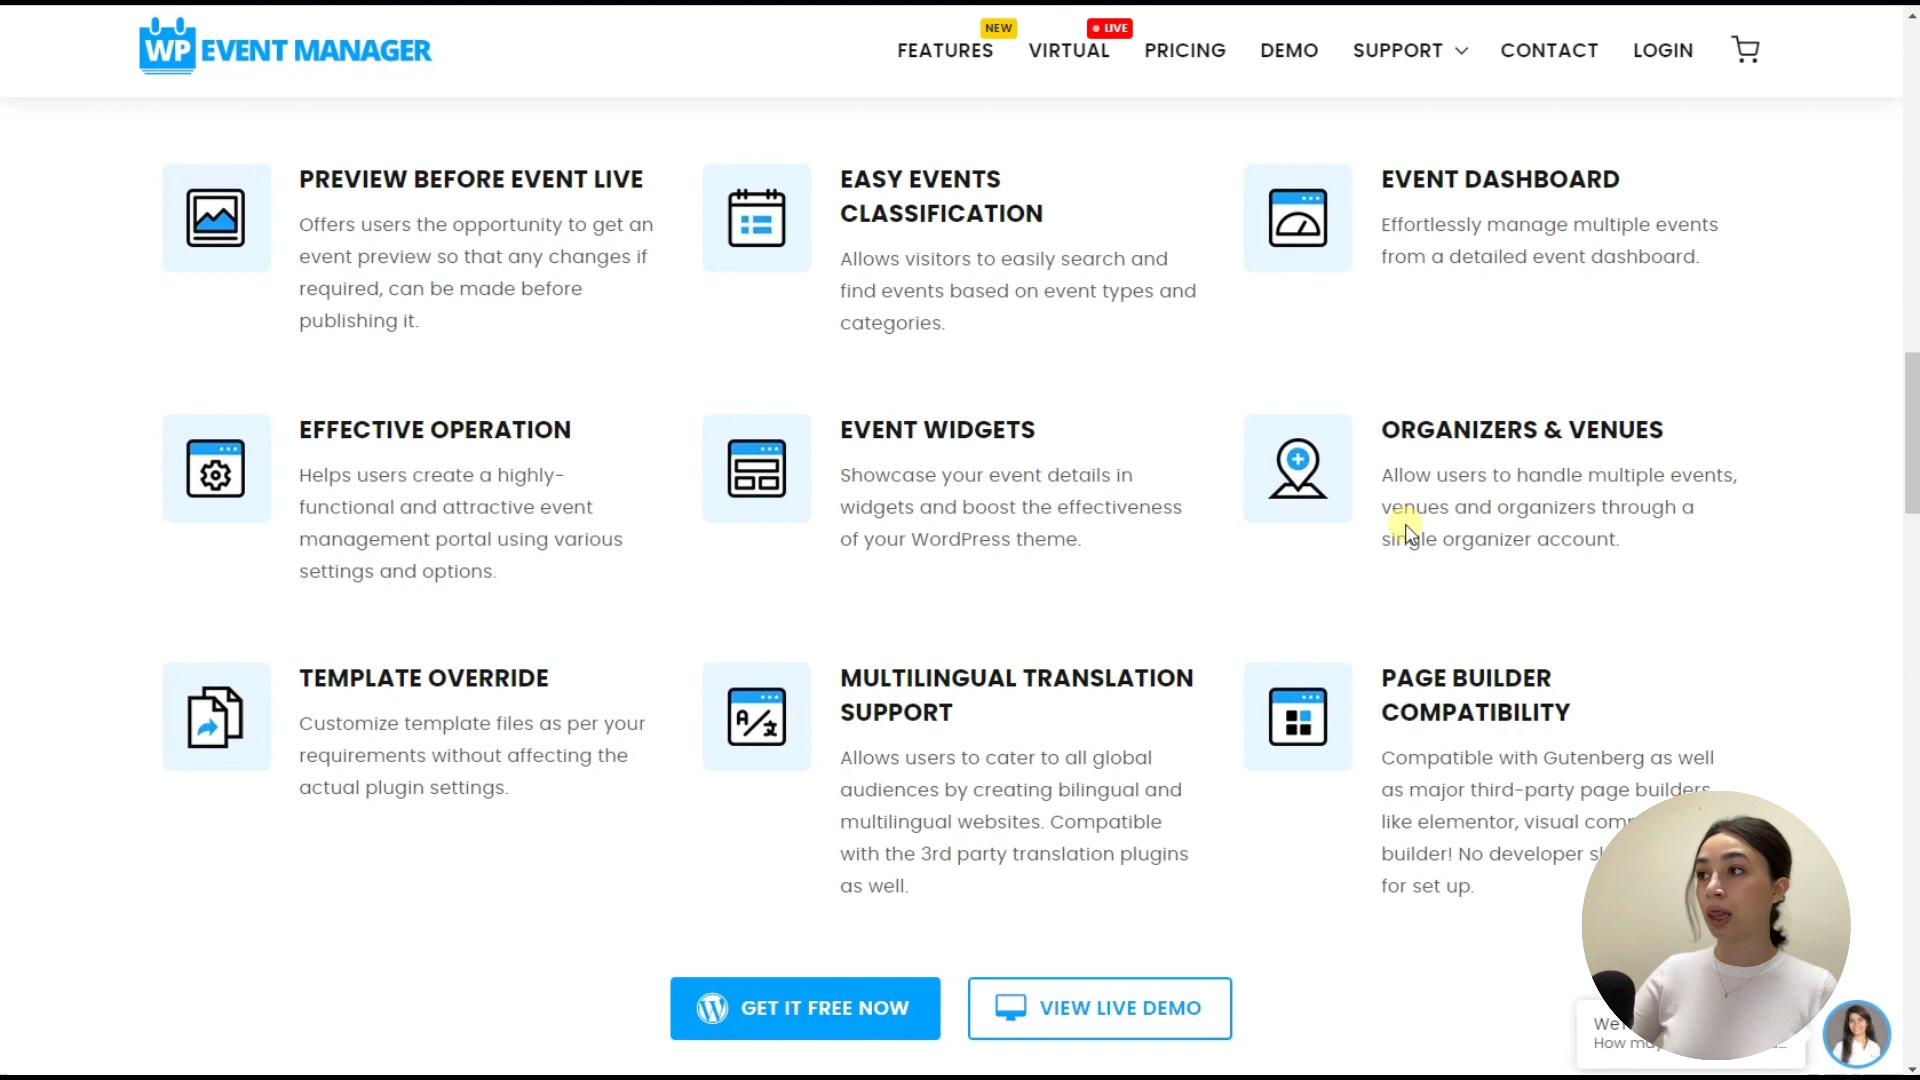 WP EVENT MANAGER
NEW
LIVE
FEATURES VIRTUAL PRICING DEMO SUPPORT CONTACT LOGIN
PREVIEW BEFORE EVENT LIVE
Offers users the opportunity to get an
event preview so that any changes if
required, can be made before
publishing it.
EASY EVENTS
CLASSIFICATION
Allows visitors to easily search and
find events based on event types and
categories.
EVENT DASHBOARD
Effortlessly manage multiple events
from a detailed event dashboard.
EFFECTIVE OPERATION
Helps users create a highly-
functional and attractive event
management portal using various
settings and options.
EVENT WIDGETS
Showcase your event details in
widgets and boost the effectiveness
of your WordPress theme.
ORGANIZERS & VENUES
Allow users to handle multiple events,
venues and organizers through a
single organizer account.
TEMPLATE OVERRIDE
Customize template files as per your
requirements without affecting the
actual plugin settings.
MULTILINGUAL TRANSLATION
SUPPORT
Allows users to cater to all global
audiences by creating bilingual and
multilingual websites. Compatible
with the 3rd party translation plugins
as well.
PAGE BUILDER
COMPATIBILITY
Compatible with Gutenberg as well
as major third-party page builders
like elementor, visual
builder! No developer
for set up.
GET IT FREE NOW
VIEW LIVE DEMO
How